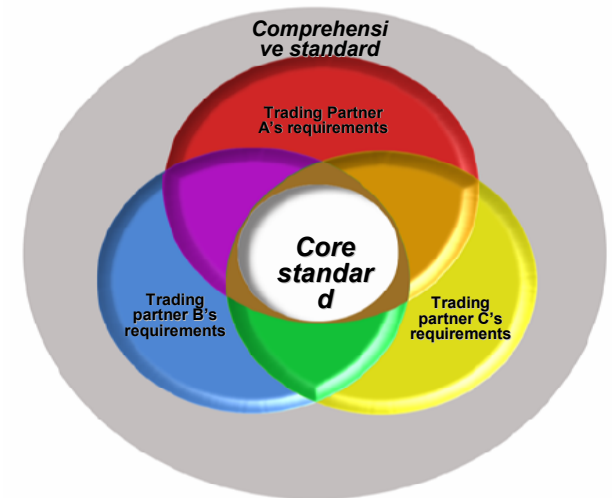 Comprehensi
ve standard
Trading Partner
A's requirements
Core
standar
d
Trading
partner B's
requirements
Trading
partner C's
requirements